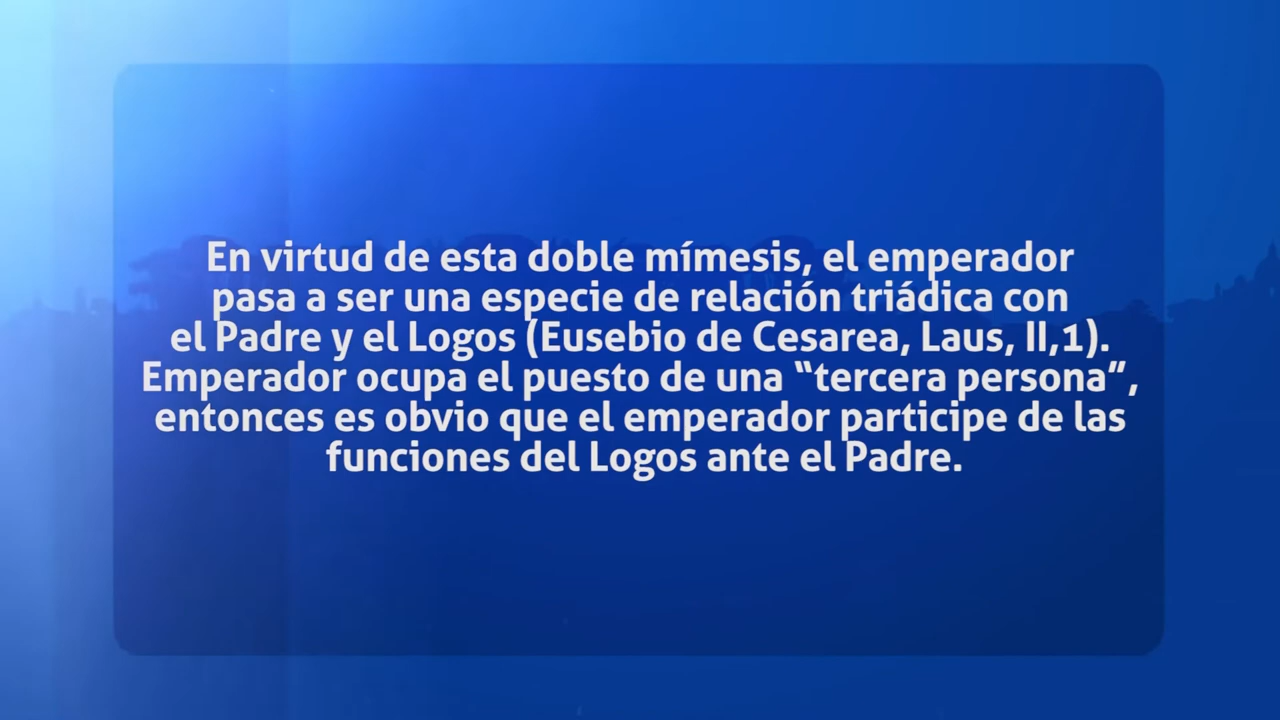 En virtud de esta doble mímesis, el emperador
pasa a ser una especie de relación triádica con
el Padre y el Logos (Eusebio de Cesarea, Laus, II,1).
Emperador ocupa el puesto de una “tercera persona”,
entonces es obvio que el emperador participe de las
funciones del Logos ante el Padre.